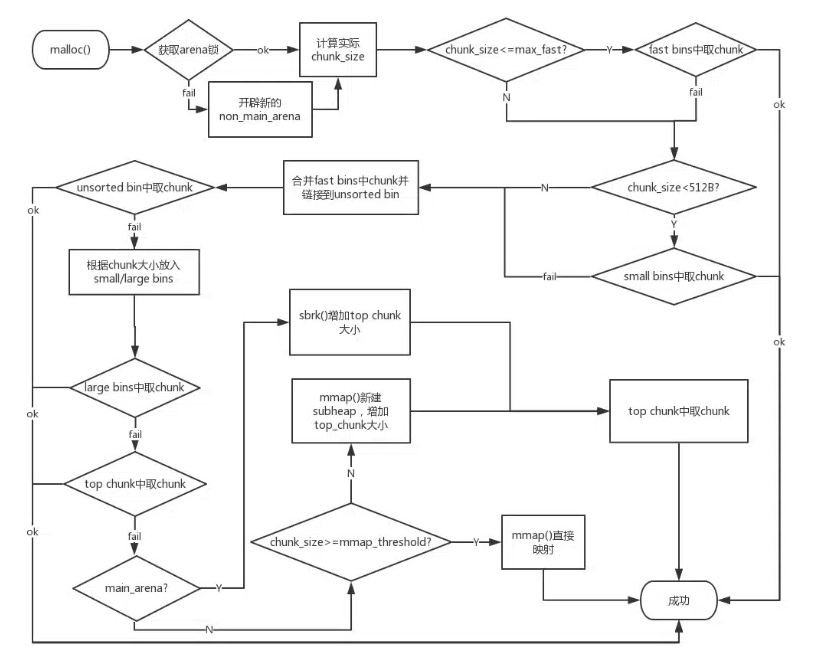 malloc()
获取arena锁
ok
计算实际
chunk_size
chunk_size<=max_fast?
Y
fast bins中取chunk
fail
开辟新的
non_main_arena
N
fail
ok
unsorted bin中取chunk
合并fast bins中chunk并
链接到unsorted bin
N
chunk_size<512B?
ok
fail
Y
根据chunk大小放入
small/large bins
fail
small bins中取chunk
sbrk()增加top chunk
大小
ok
large bins中取chunk
mmap()新建
subheap，增加
top_chunk大小
top chunk中取chunk
ok
fail
N
top chunk中取chunk
ok
fail
chunk_size>=mmap_threshold?
Y
mmap()直接
映射
main_arena?
Y
成功
N